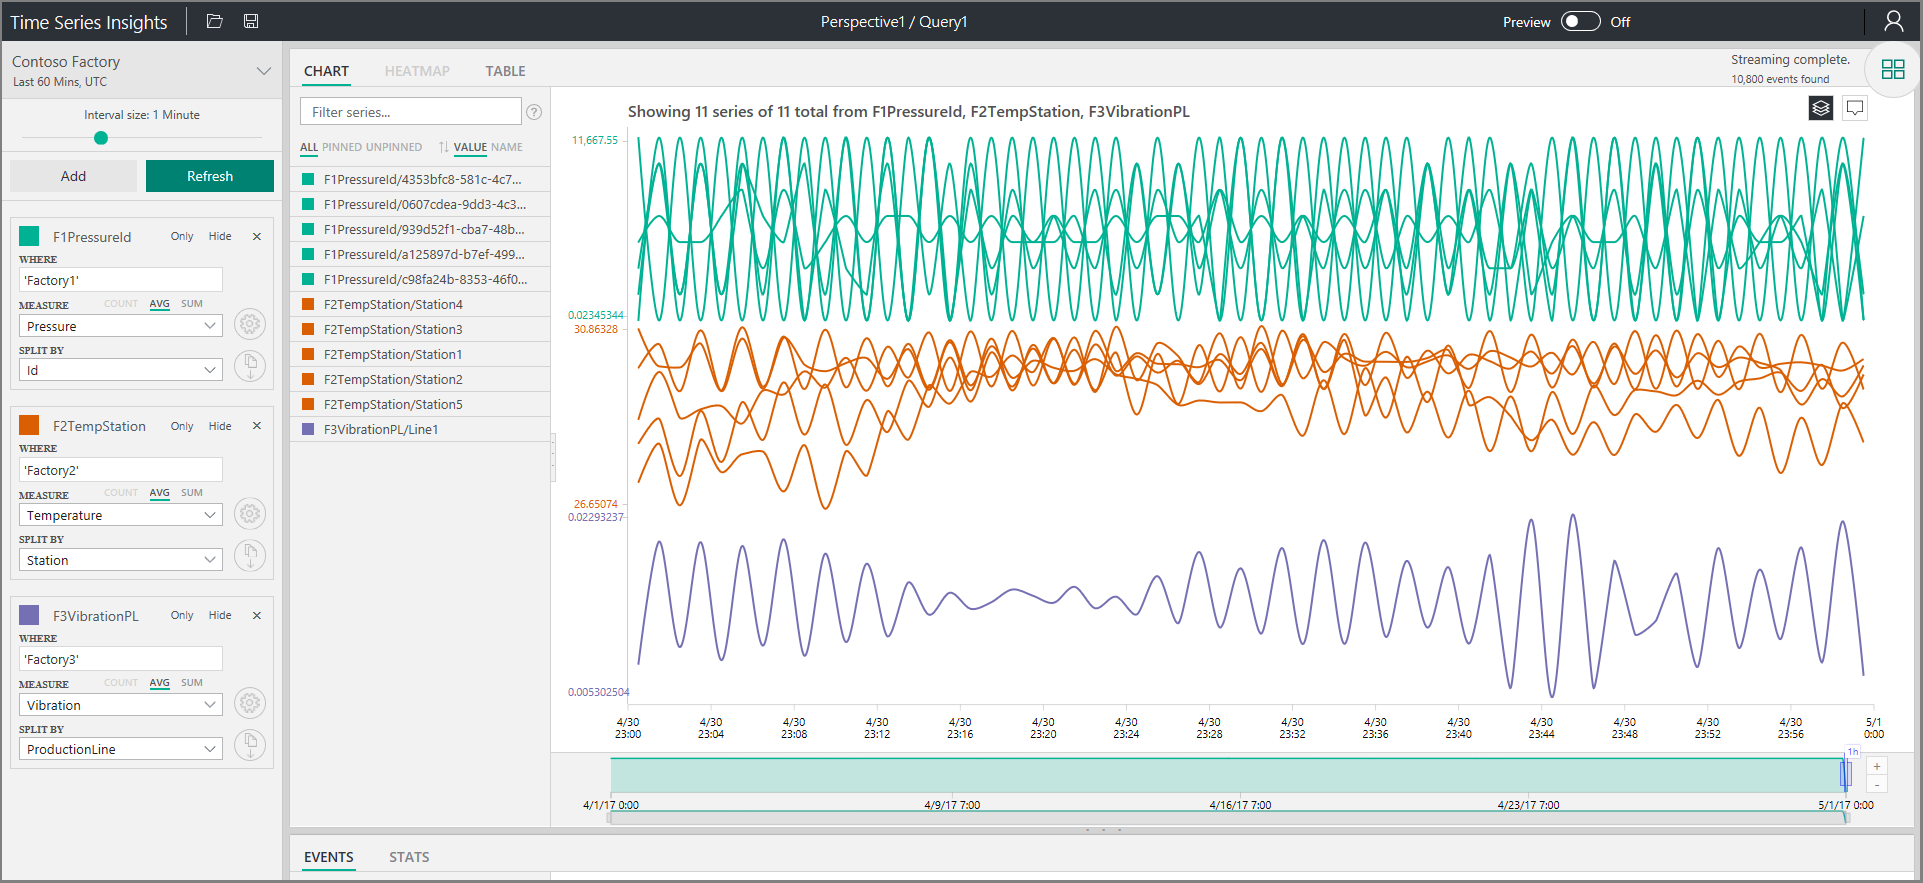 Time Series Insights
Perspective1 / Query1
Preview Off
Contoso Factory
Last 60 Mins, UTC
Interval size: 1 Minute
Add Refresh
F1PressureId Only Hide ×
WHERE
'Factory1'
MEASURE COUNT AVG SUM
Pressure
SPLIT BY
Id
F2TempStation Only Hide ×
WHERE
'Factory2'
MEASURE COUNT AVG SUM
Temperature
SPLIT BY
Station
F3VibrationPL Only Hide ×
WHERE
'Factory3'
MEASURE COUNT AVG SUM
Vibration
SPLIT BY
ProductionLine
CHART HEATMAP TABLE
Streaming complete.
10,800 events found
Filter series... ?
ALL PINNED UNPINNED VALUE NAME
F1PressureId/4353bfc8-581c-4c7...
F1PressureId/0607cdea-9dd3-4c3...
F1PressureId/939d52f1-cba7-48b...
F1PressureId/a125897d-b7ef-499...
F1PressureId/c98fa24b-8353-46f0...
F2TempStation/Station4
F2TempStation/Station3
F2TempStation/Station1
F2TempStation/Station2
F2TempStation/Station5
F3VibrationPL/Line1
Showing 11 series of 11 total from F1PressureId, F2TempStation, F3VibrationPL
11,667.55
0.02345344
30.86328
26.65074
0.02293237
0.005302504
4/30 4/30 4/30 4/30 4/30 4/30 4/30 4/30 4/30 4/30 4/30 4/30 4/30 4/30 4/30 5/1
23:00 23:04 23:08 23:12 23:16 23:20 23:24 23:28 23:32 23:36 23:40 23:44 23:48 23:52 23:56 0:00
1h
+
-
4/1/17 0:00 4/9/17 7:00 4/16/17 7:00 4/23/17 7:00 5/1/17 0:00
EVENTS STATS